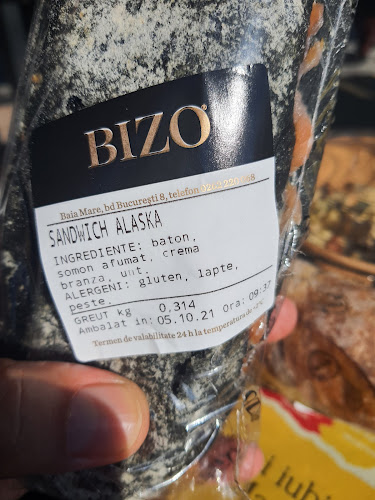 BIZO
Baia Mare, bd București 8, telefon
SANDWICH ALASKA
INGREDIENTE: baton,
somon afumat, crema
branza, unt.
ALERGENI: gluten, lapte,
peste.
GREUT kg 0,314
Ambalat in: 05.10.21 Ora: 09:37
Termen de valabilitate 24 h la temperatura de
i iubi